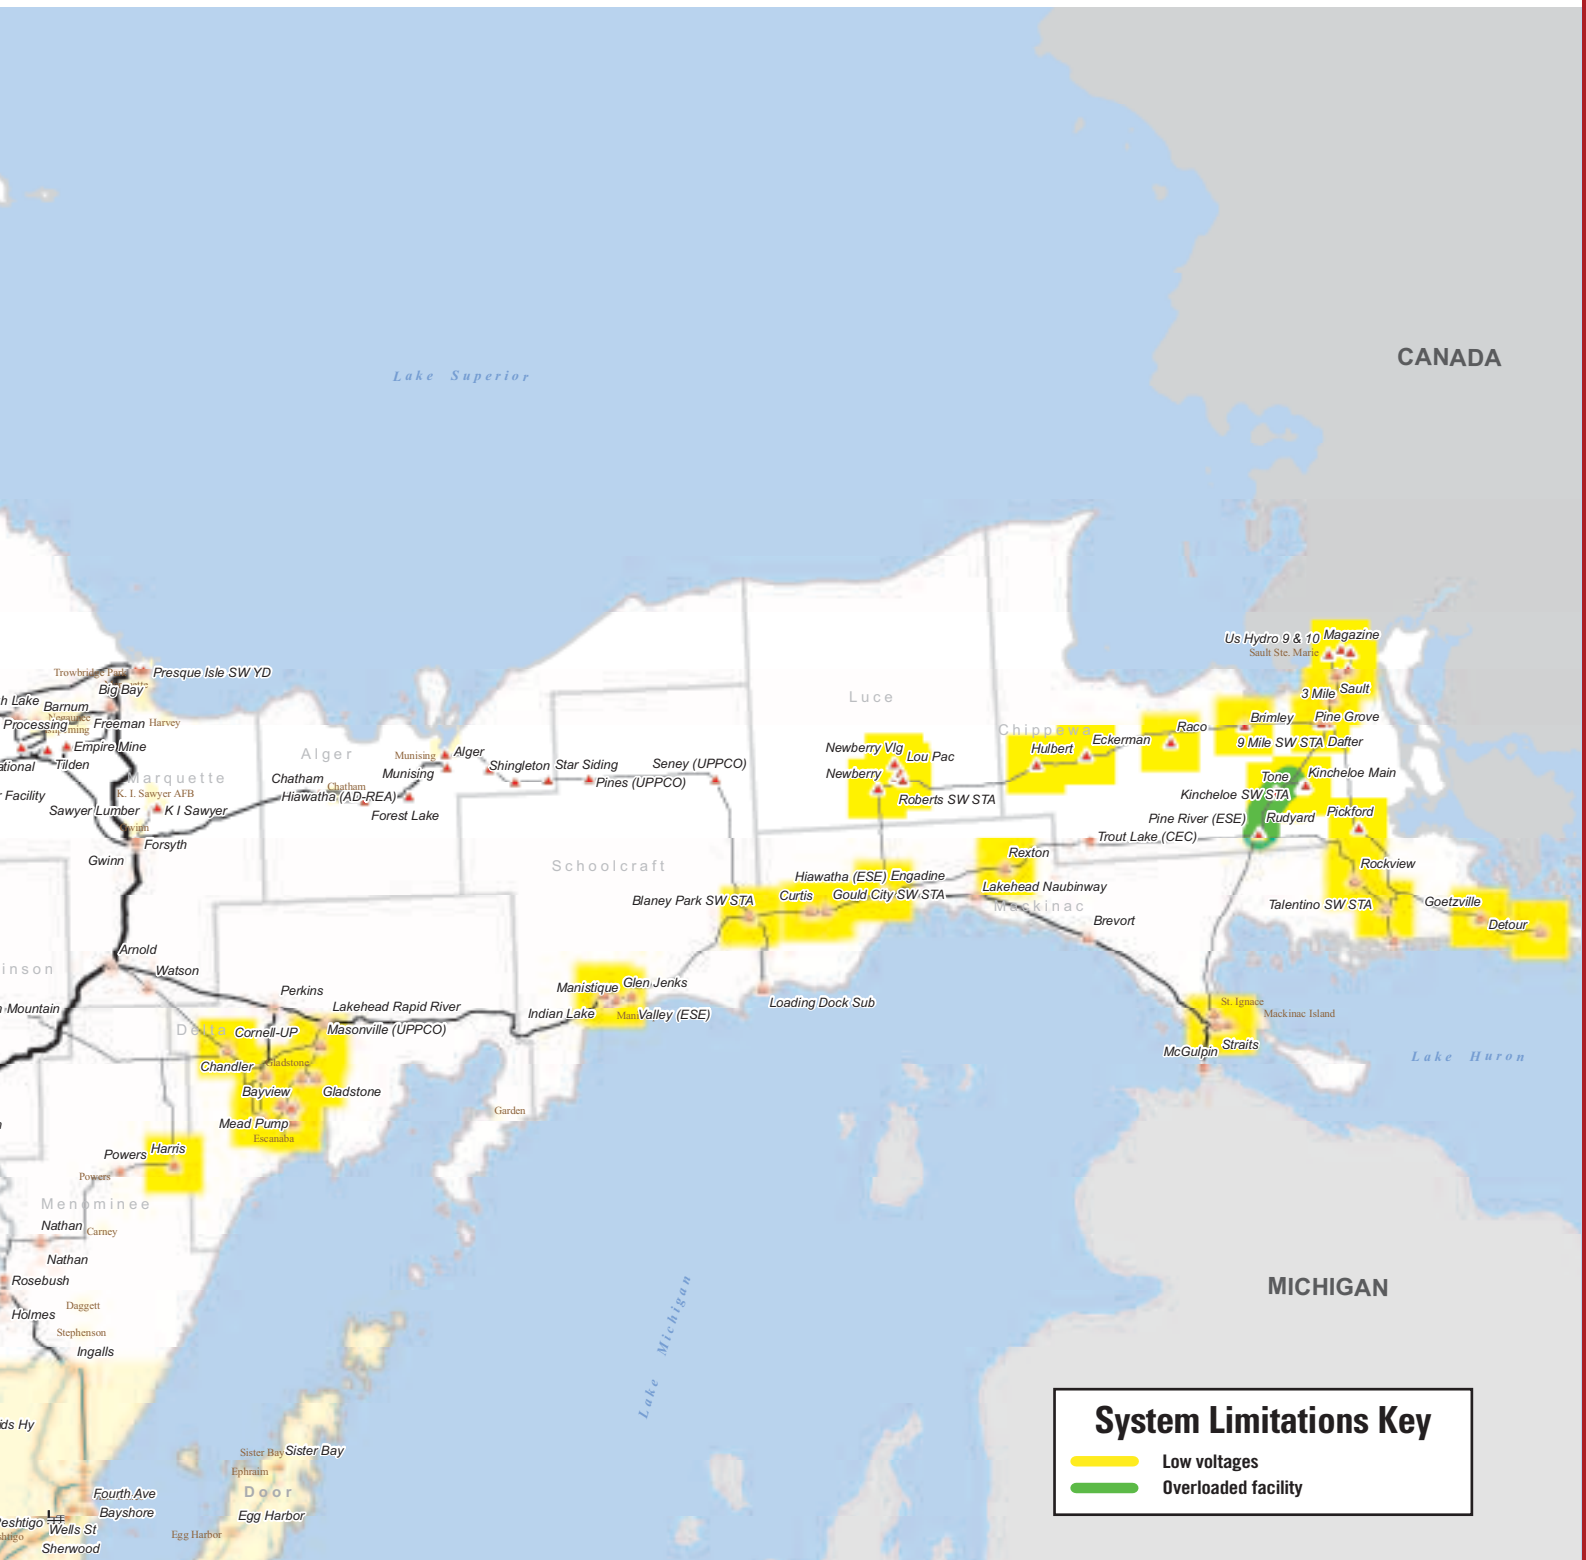 CANADA
Lake Superior
Us Hydro 9 & 10
Magazine
Sault Ste. Marie
3 Mile
Sault
Trowbridge Park
Presque Isle SW YD
Big Bay
h Lake
Barnum
Negaunee
Processing
Freeman
Harvey
Empire Mine
Tilden
Marquette
Facility
K. I. Sawyer AFB
Sawyer Lumber
K I Sawyer
Gwinn
Forsyth
Gwinn
Alger
Munising
Alger
Munising
Chatham
Chatham
Hiawatha (AD-REA)
Forest Lake
Shingleton
Star Siding
Pines (UPPCO)
Seney (UPPCO)
Luce
Newberry Vlg
Lou Pac
Newberry
Roberts SW STA
Chippewa
Hulbert
Eckerman
Raco
Brimley
Pine Grove
9 Mile SW STA
Dafter
Tone
Kincheloe Main
Kincheloe SW STA
Pine River (ESE)
Rudyard
Pickford
Trout Lake (CEC)
Rexton
Rockview
Schoolcraft
Hiawatha (ESE)
Engadine
Blaney Park SW STA
Curtis
Gould City SW STA
Lakehead Naubinway
Mackinac
Brevort
Talentino SW STA
Goetzville
Detour
Arnold
Watson
inson
Perkins
Manistique
Glen Jenks
Loading Dock Sub
Indian Lake
Valley (ESE)
St. Ignace
Mackinac Island
Mountain
Lakehead Rapid River
Delta
Cornell-UP
Masonville (UPPCO)
McGulpin
Straits
Lake Huron
Chandler
Gladstone
Bayview
Gladstone
Garden
Mead Pump
Escanaba
Powers
Harris
Powers
Menominee
Nathan
Carney
Nathan
Rosebush
Daggett
Holmes
Stephenson
Ingalls
MICHIGAN
Lake Michigan
ids Hy
Sister Bay
Sister Bay
Ephraim
Door
Egg Harbor
Egg Harbor
Fourth Ave
Bayshore
Peshtigo
Wells St
Sherwood
System Limitations Key
Low voltages
Overloaded facility